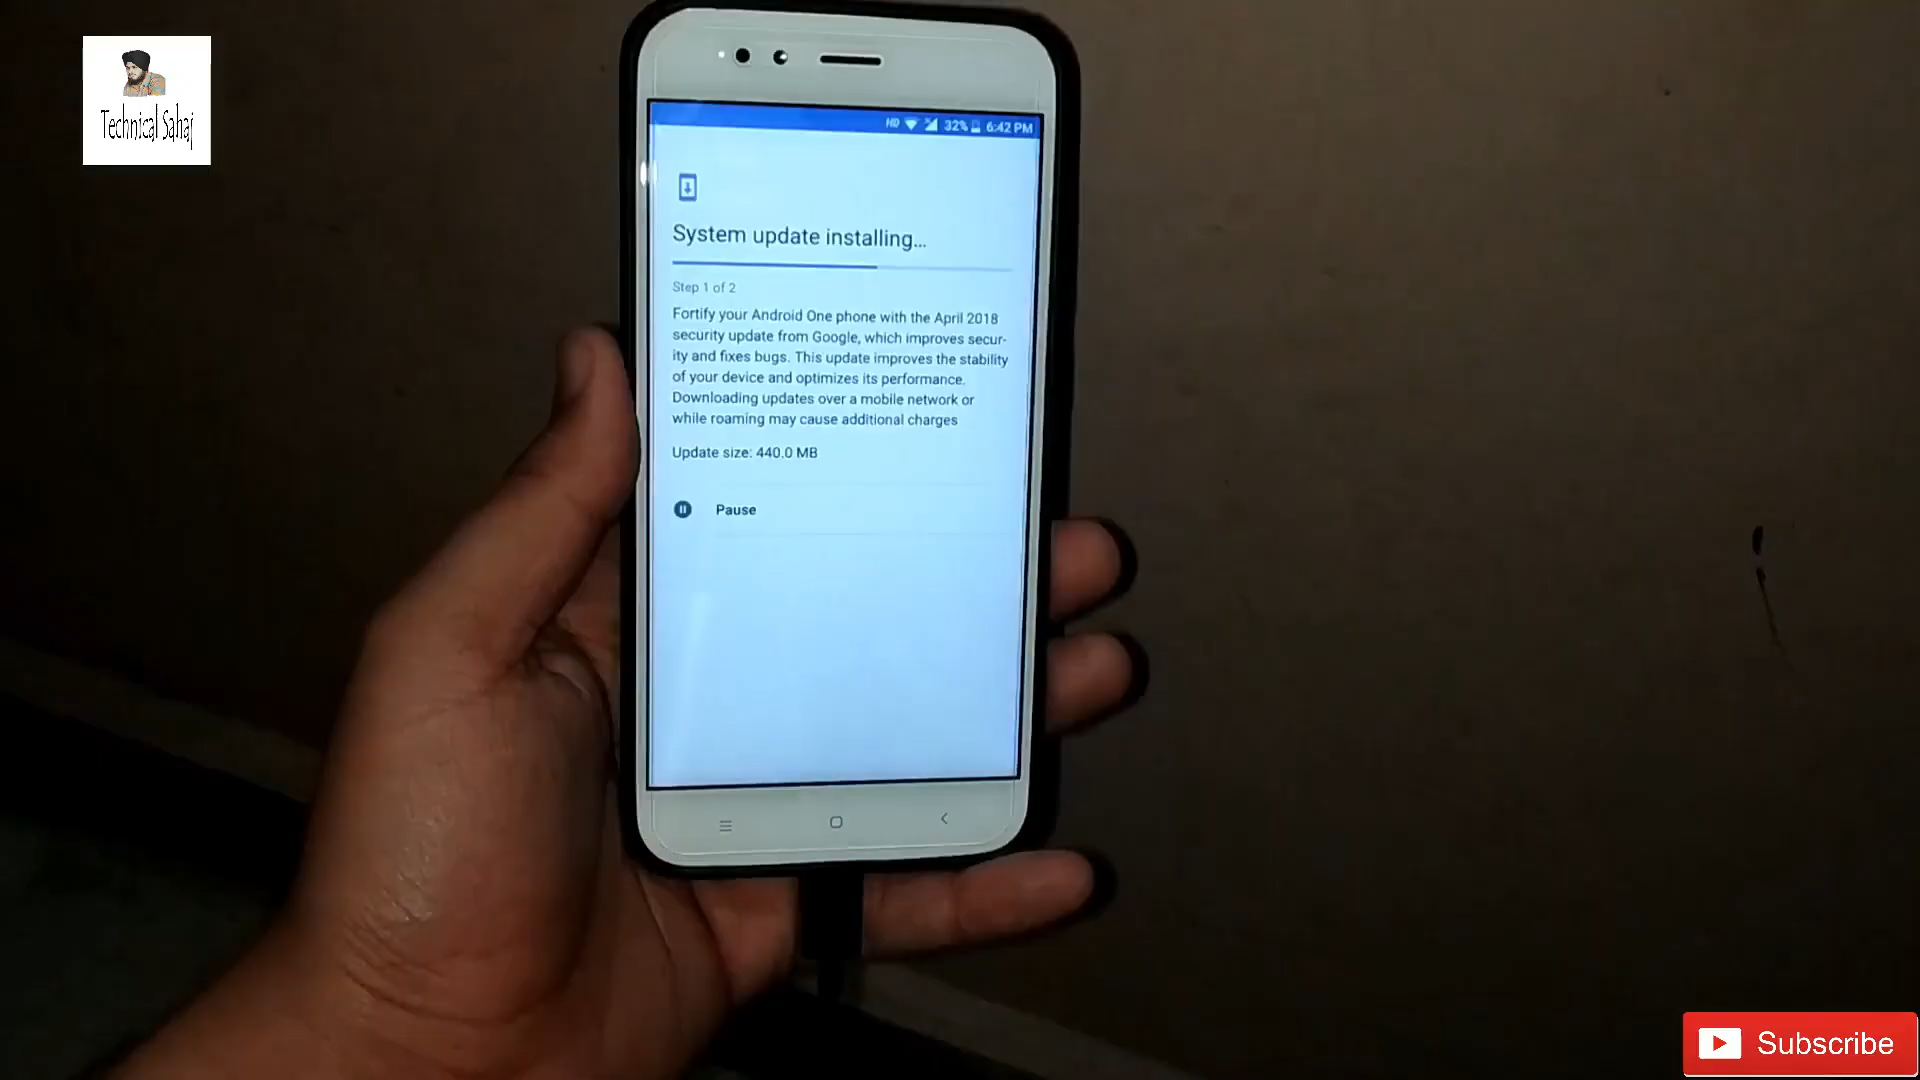 Technical Sahaj
HD 32% 6:42 PM
System update installing...
Step 1 of 2
Fortify your Android One phone with the April 2018
security update from Google, which improves secur-
ity and fixes bugs. This update improves the stability
of your device and optimizes its performance.
Downloading updates over a mobile network or
while roaming may cause additional charges
Update size: 440.0 MB
Pause
Subscribe